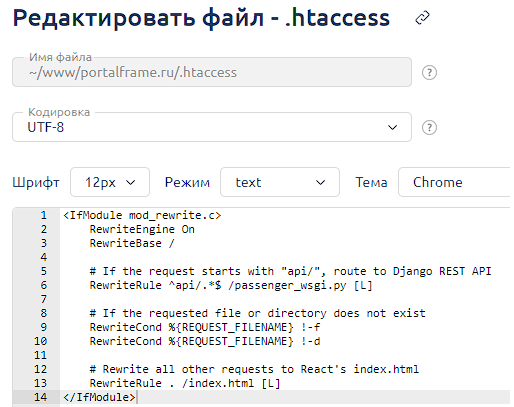 Редактировать файл - .htaccess
Имя файла
~/www/portalframe.ru/.htaccess
?
Кодировка
UTF-8
?
Шрифт 12px Режим text Тема Chrome
1 <IfModule mod_rewrite.c>
2     RewriteEngine On
3     RewriteBase /
4
5     # If the request starts with "api/", route to Django REST API
6     RewriteRule ^api/.*$ /passenger_wsgi.py [L]
7
8     # If the requested file or directory does not exist
9     RewriteCond %{REQUEST_FILENAME} !-f
10     RewriteCond %{REQUEST_FILENAME} !-d
11
12     # Rewrite all other requests to React's index.html
13     RewriteRule . /index.html [L]
14 </IfModule>